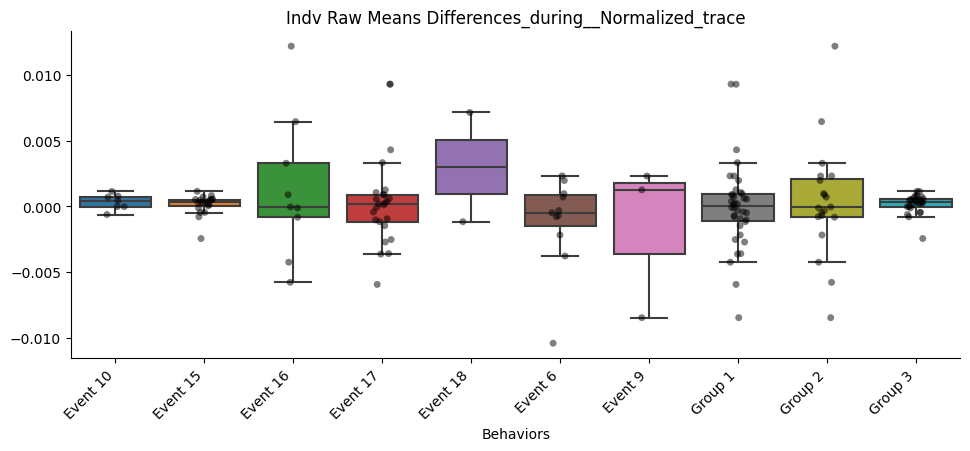 Indv Raw Means Differences_during__Normalized_trace
0.010
0.005
0.000
−0.005
−0.010
Event 10
Event 15
Event 16
Event 17
Event 18
Event 6
Event 9
Group 1
Group 2
Group 3
Behaviors